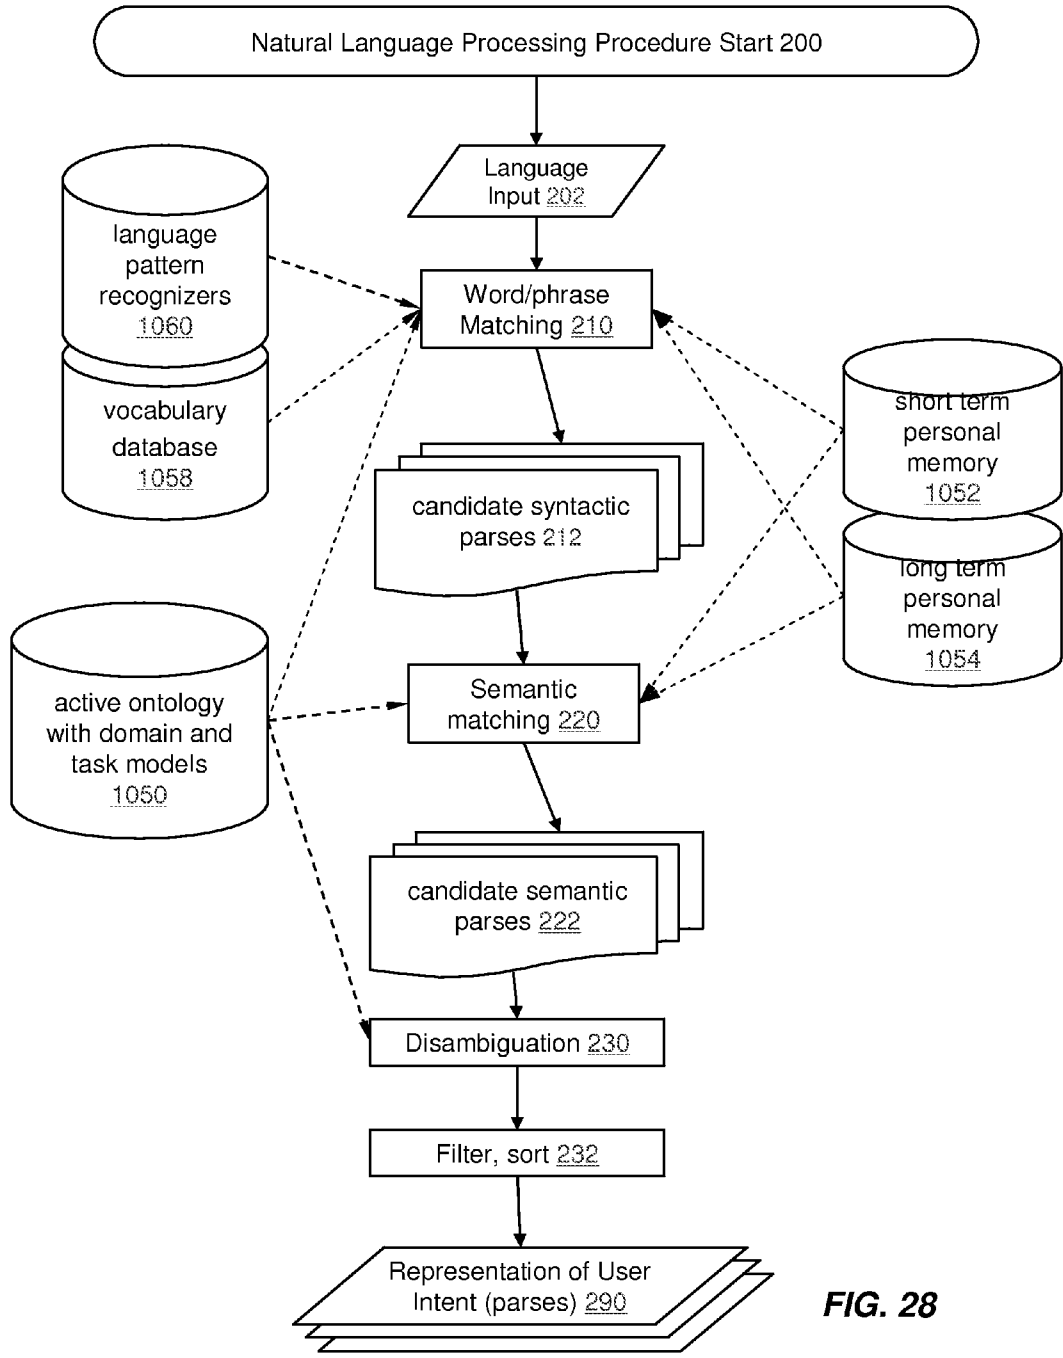 Natural Language Processing Procedure Start 200
Language
Input 202
language
pattern
recognizers
1060
Word/phrase
Matching 210
vocabulary
database
1058
short term
personal
memory
1052
candidate syntactic
parses 212
long term
personal
memory
1054
active ontology
with domain and
task models
1050
Semantic
matching 220
candidate semantic
parses 222
Disambiguation 230
Filter, sort 232
Representation of User
Intent (parses) 290
FIG. 28